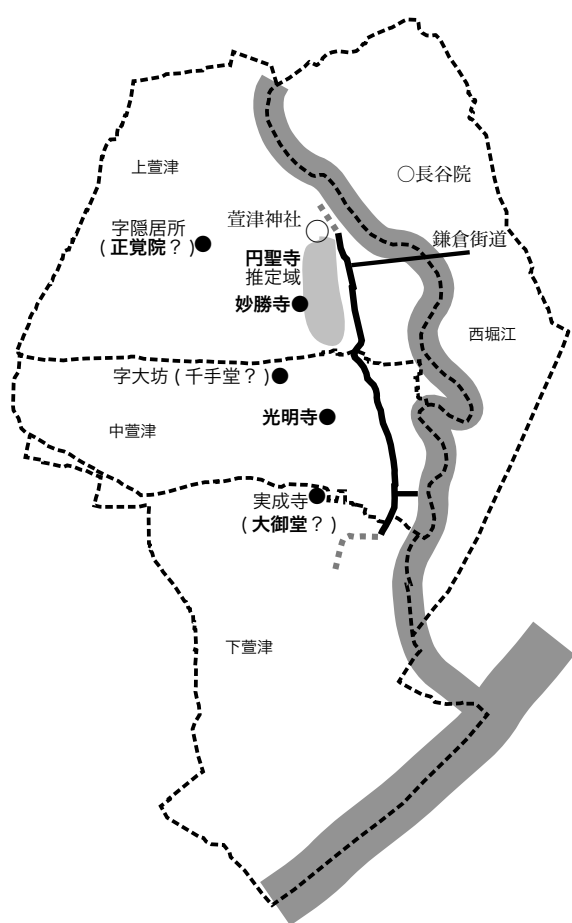 上萱津
○長谷院
字隠居所
(正覚院？)
萱津神社
鎌倉街道
円聖寺
推定域
妙勝寺
西堀江
字大坊(千手堂？)
光明寺
中萱津
実成寺
(大御堂？)
下萱津